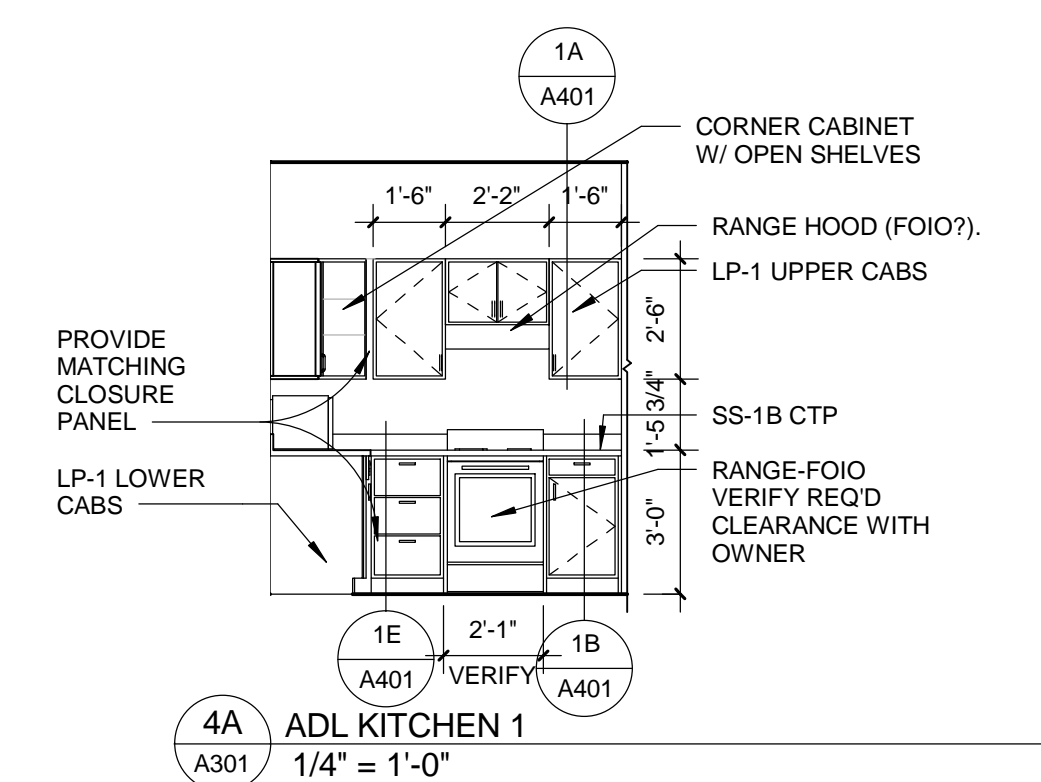 1A
A401
CORNER CABINET
W/ OPEN SHELVES
1'-6"
2'-2"
1'-6"
RANGE HOOD (FOIO?).
LP-1 UPPER CABS
2'-6"
PROVIDE
MATCHING
CLOSURE
PANEL
1'-5 3/4"
SS-1B CTP
LP-1 LOWER
CABS
RANGE-FOIO
VERIFY REQ'D
CLEARANCE WITH
OWNER
3'-0"
1E
A401
2'-1"
VERIFY
1B
A401
4A
A301
ADL KITCHEN 1
1/4" = 1'-0"